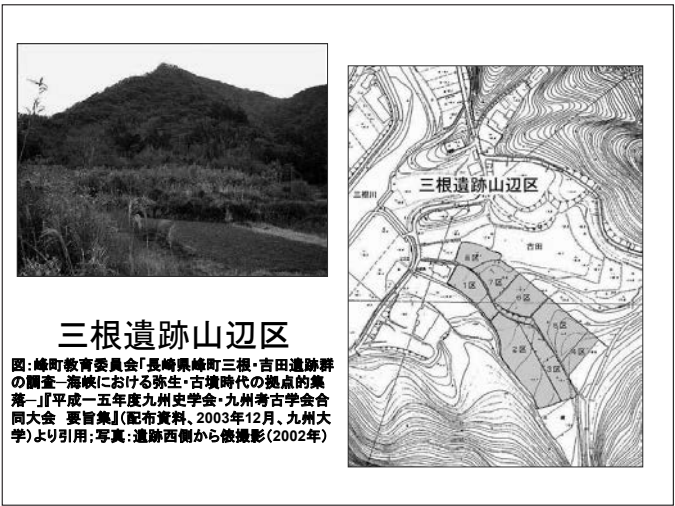 三根遺跡山辺区
図:峰町教育委員会「長崎県峰町三根・吉田遺跡群
の調査−海峡における弥生・古墳時代の拠点的集
落−」『平成一五年度九州史学会・九州考古学会合
同大会 要旨集』(配布資料、2003年12月、九州大
学)より引用;写真:遺跡西側から俵撮影(2002年)
三根遺跡山辺区
三根川
吉田
8区
1区
7区
6区
5区
2区
4区
3区